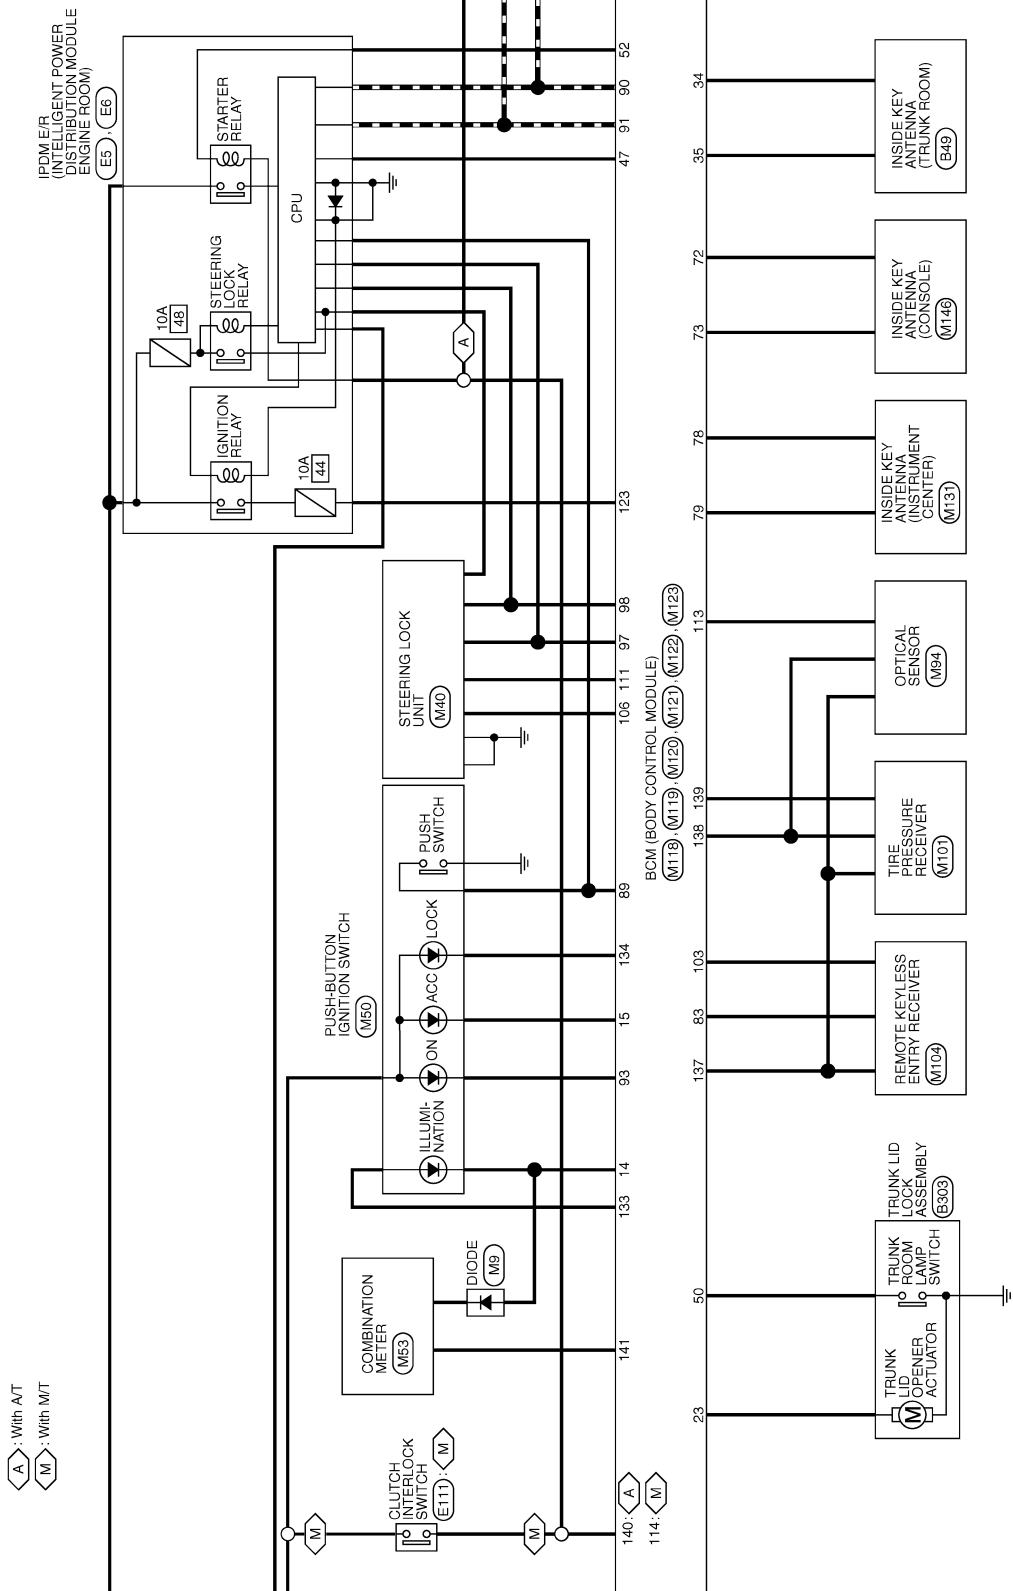 IPDM E/R
(INTELLIGENT POWER
DISTRIBUTION MODULE
ENGINE ROOM)
E5 , E6
STARTER
RELAY
CPU
STEERING
LOCK
RELAY
10A
48
IGNITION
RELAY
10A
44
A
52
90
91
47
123
STEERING LOCK
UNIT
M40
98
97
111
106
PUSH-BUTTON
IGNITION SWITCH
M50
PUSH
SWITCH
LOCK
ACC
ON
ILLUMI-
NATION
89
134
15
93
14
133
COMBINATION
METER
M53
DIODE
M9
141
CLUTCH
INTERLOCK
SWITCH
E111 : M
M
M
140: A
114: M
A : With A/T
M : With M/T
BCM (BODY CONTROL MODULE)
M118 , M119 , M120 , M121 , M122 , M123
34
35
INSIDE KEY
ANTENNA
(TRUNK ROOM)
B49
72
73
INSIDE KEY
ANTENNA
(CONSOLE)
M146
78
79
INSIDE KEY
ANTENNA
(INSTRUMENT
CENTER)
M131
113
OPTICAL
SENSOR
M94
139
138
TIRE
PRESSURE
RECEIVER
M101
103
83
137
REMOTE KEYLESS
ENTRY RECEIVER
M104
TRUNK LID
LOCK
ASSEMBLY
B303
50
TRUNK
ROOM
LAMP
SWITCH
23
TRUNK
LID
OPENER
ACTUATOR
M